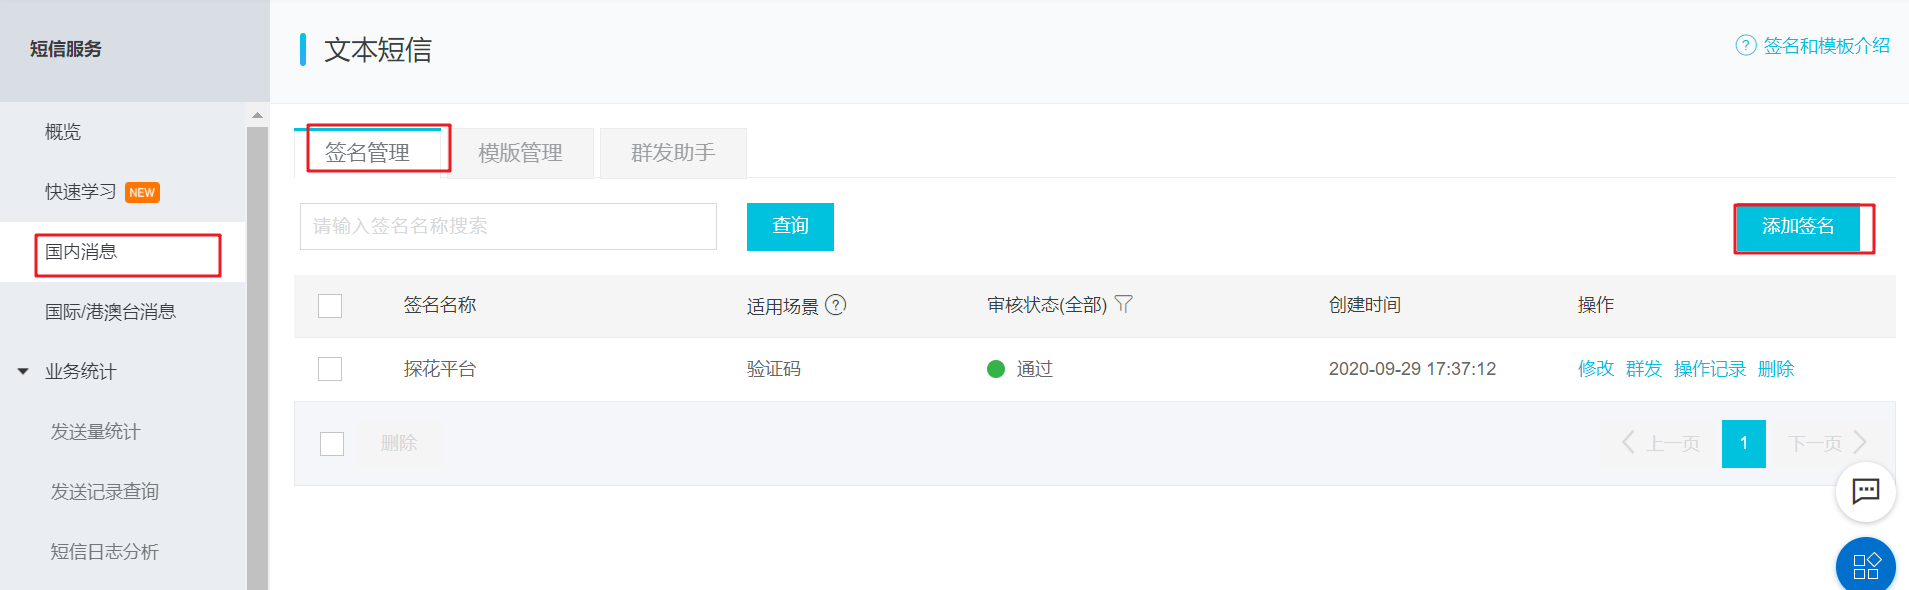 短信服务
文本短信
签名和模板介绍
概览
快速学习 NEW
国内消息
国际/港澳台消息
业务统计
发送量统计
发送记录查询
短信日志分析
签名管理 模版管理 群发助手
请输入签名名称搜索 查询 添加签名
签名名称 适用场景 审核状态(全部) 创建时间 操作
探花平台 验证码 通过 2020-09-29 17:37:12 修改 群发 操作记录 删除
删除 上一页 1 下一页